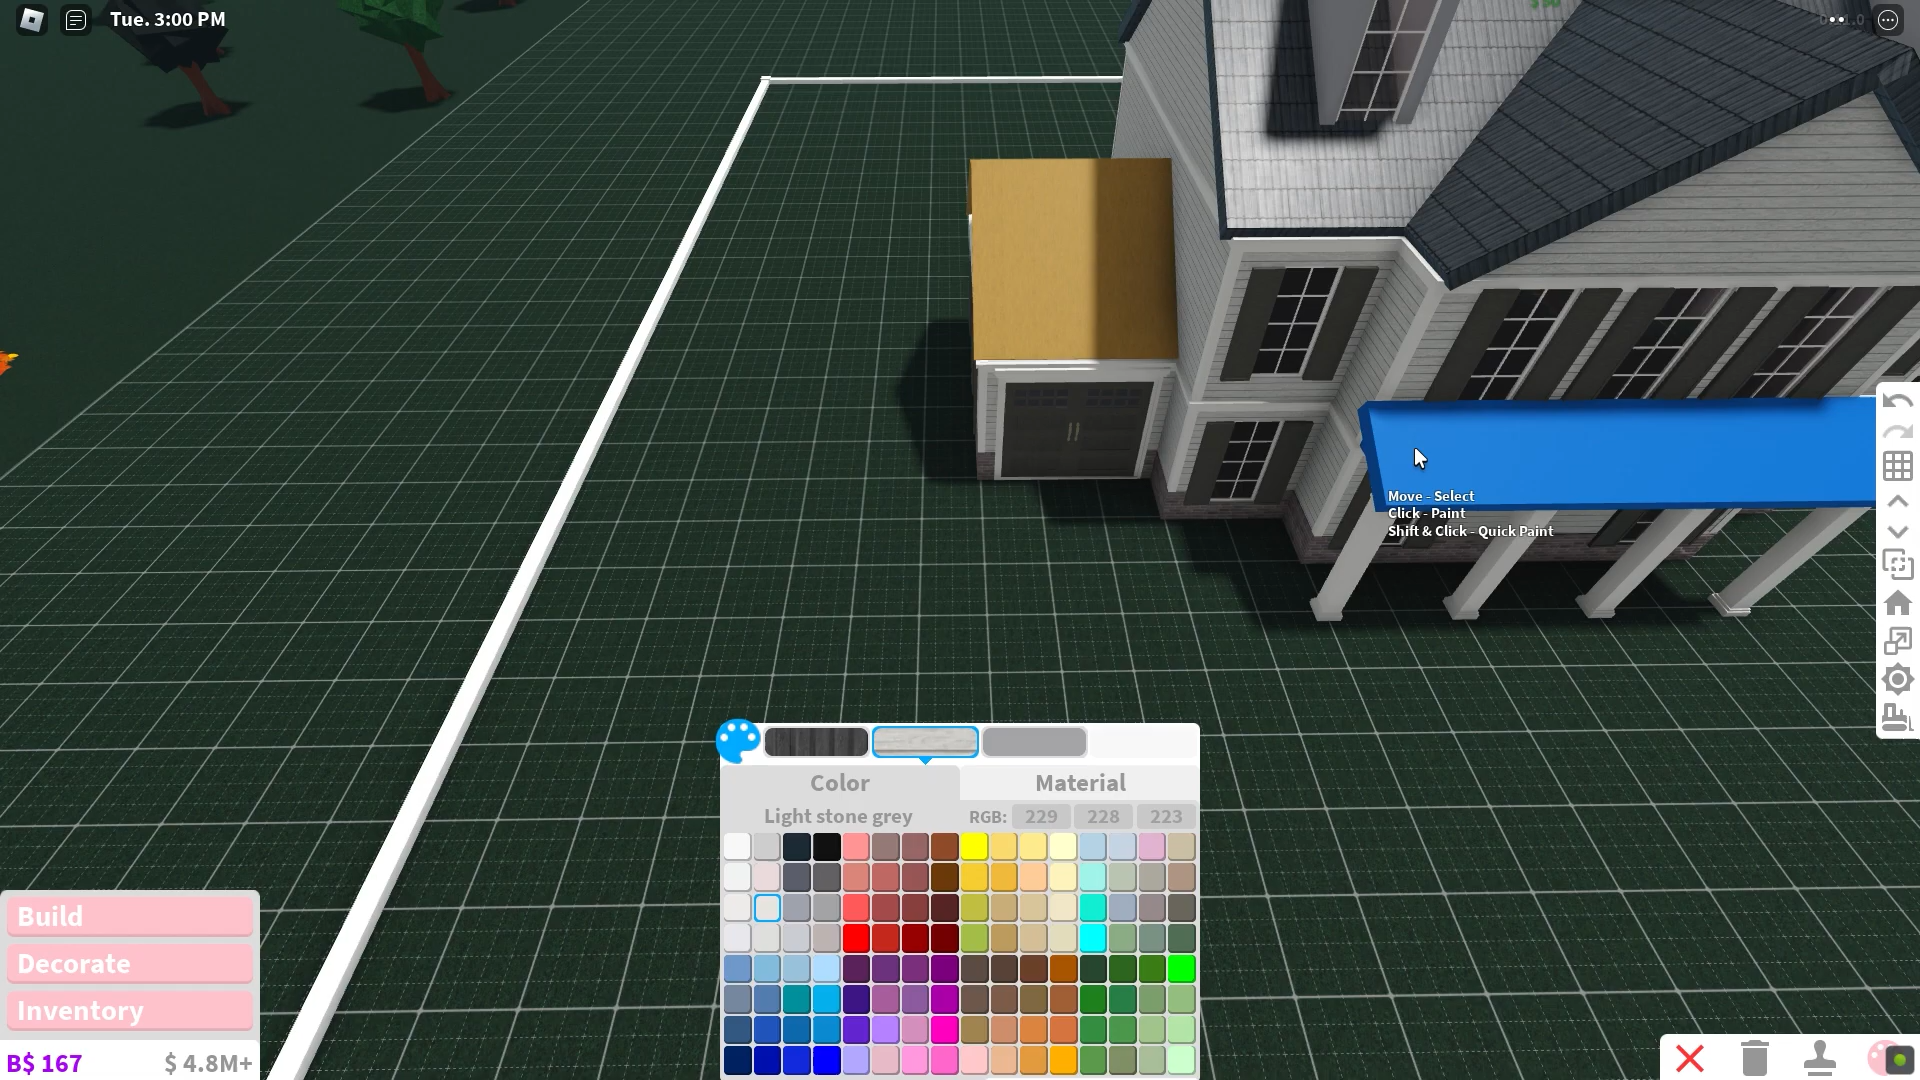 Tue. 3:00 PM
Move - Select
Click - Paint
Shift & Click - Quick Paint
Color
Material
Light stone grey
RGB: 229 228 223
Build
Decorate
Inventory
B$ 167
$ 4.8M+